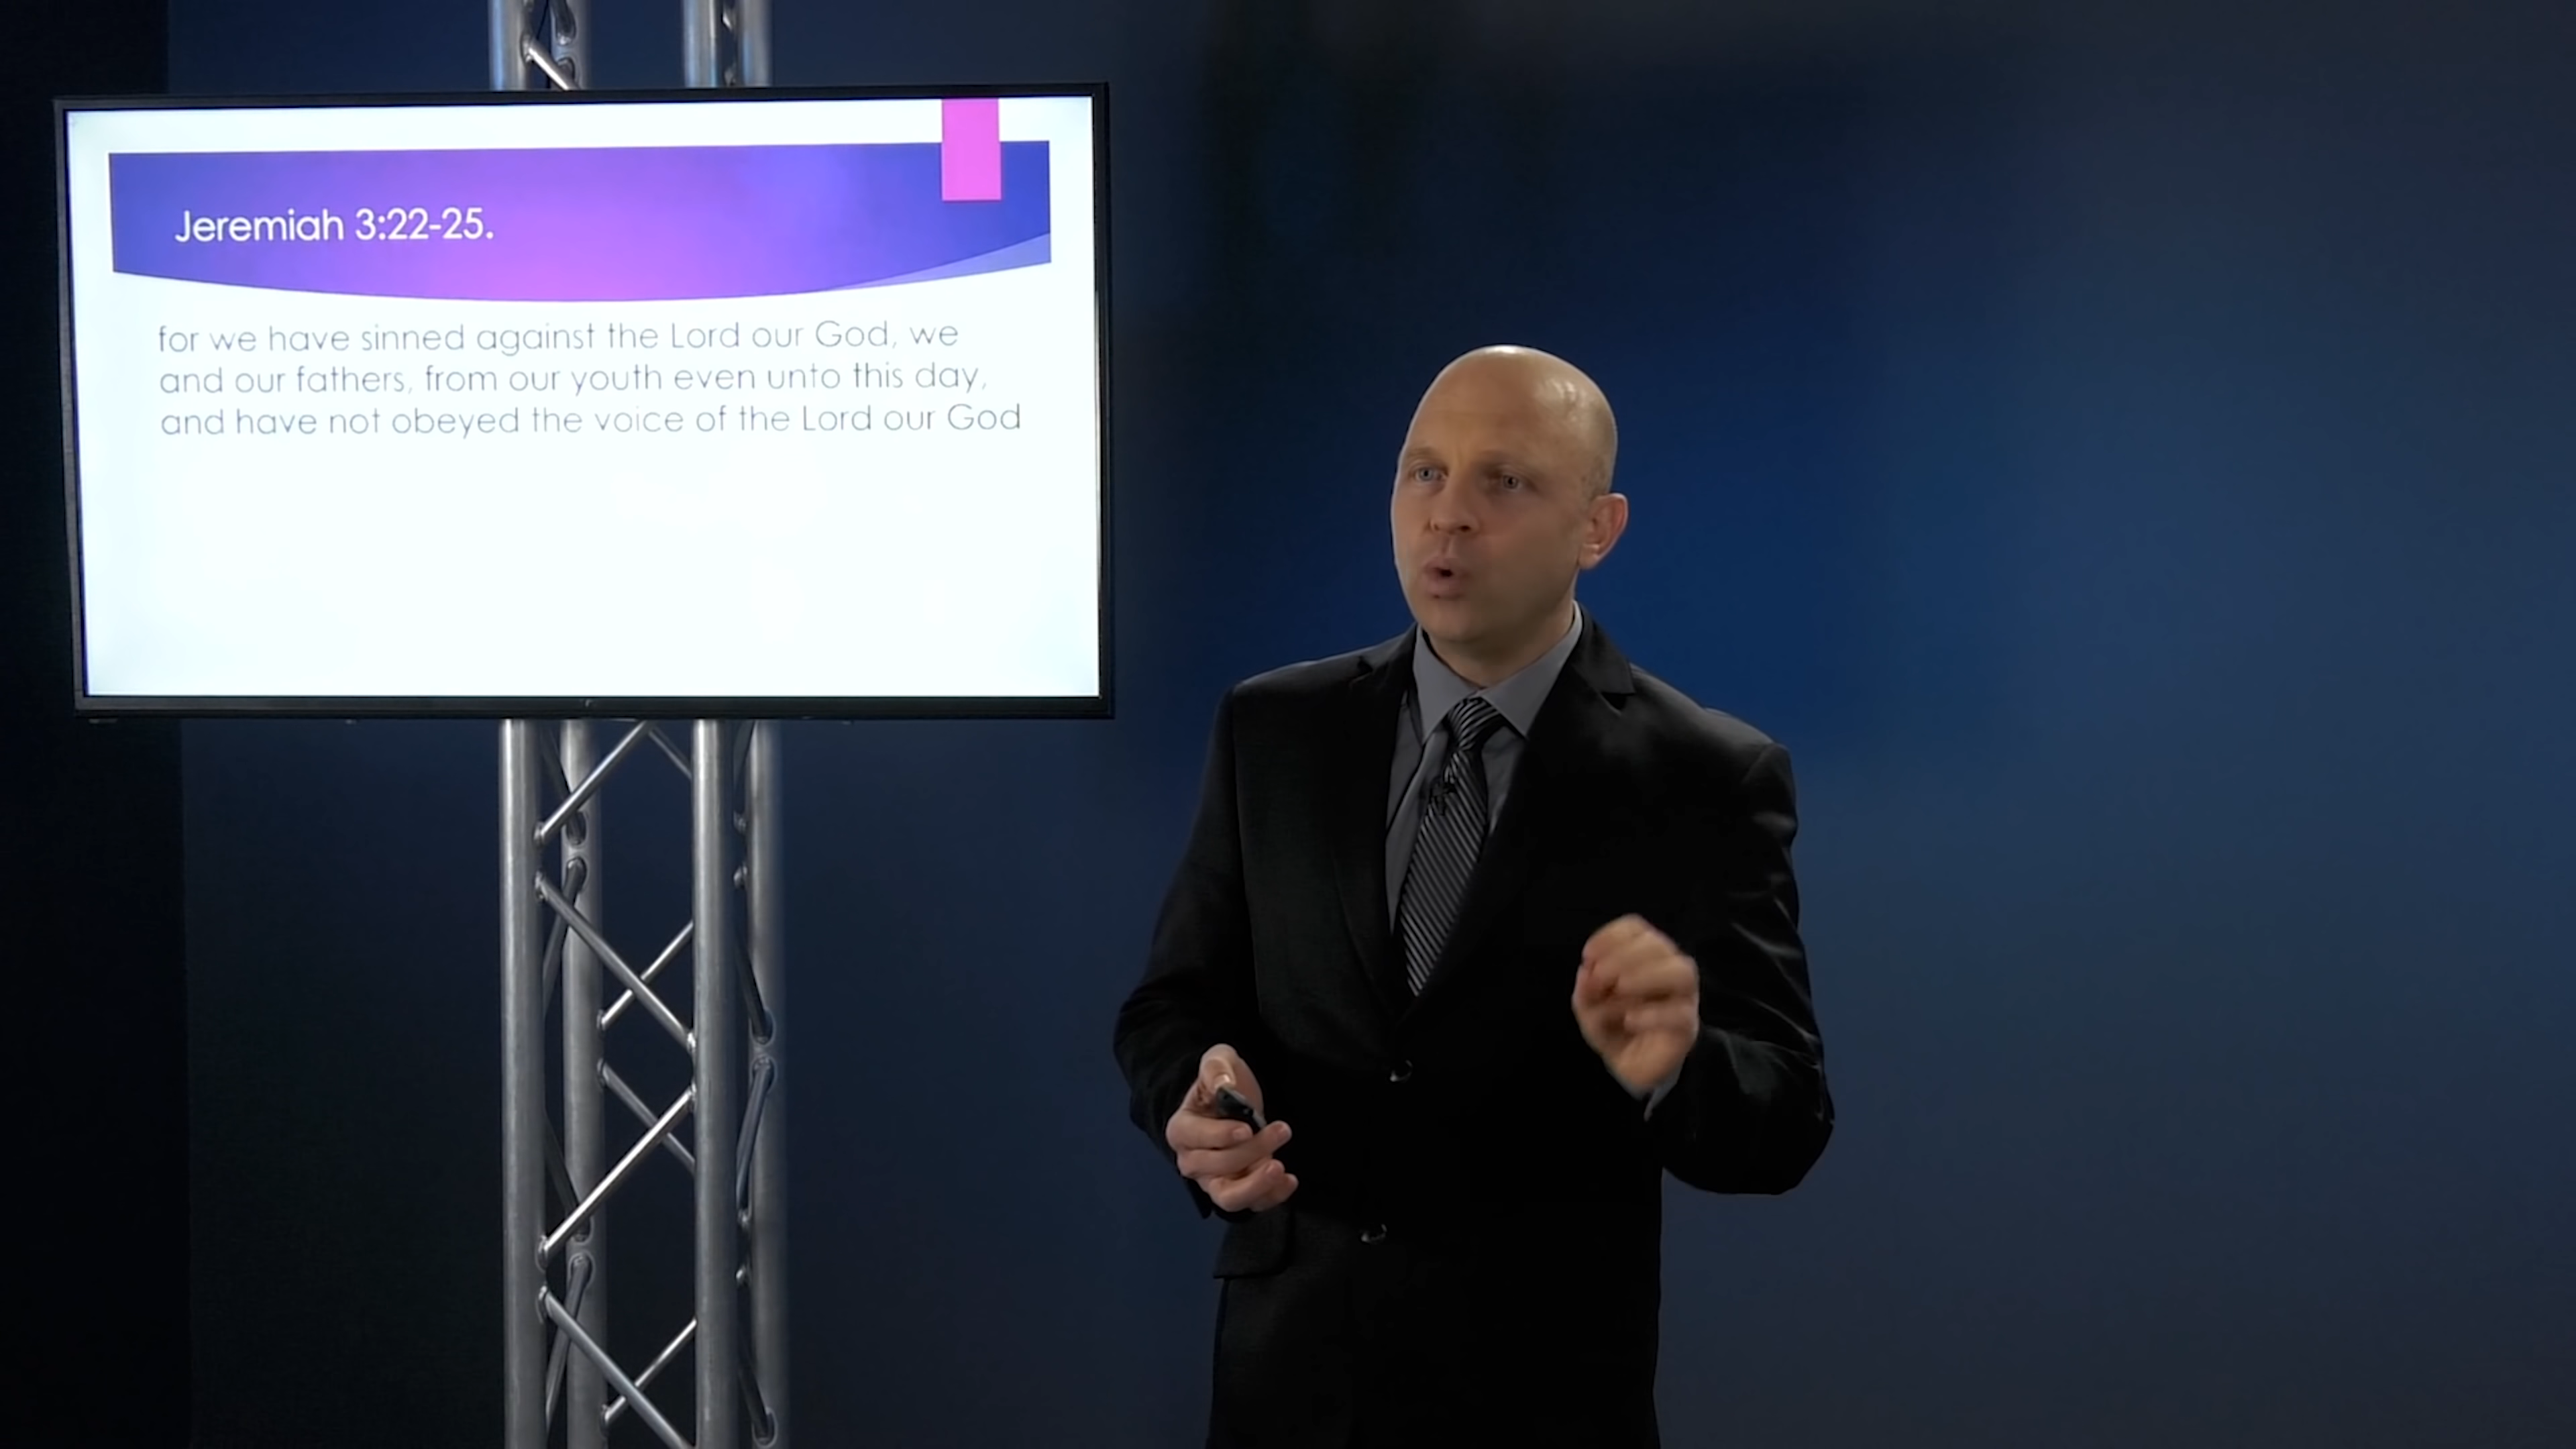 Jeremiah 3:22-25.
for we have sinned against the Lord our God, we
and our fathers, from our youth even unto this day,
and have not obeyed the voice of the Lord our God